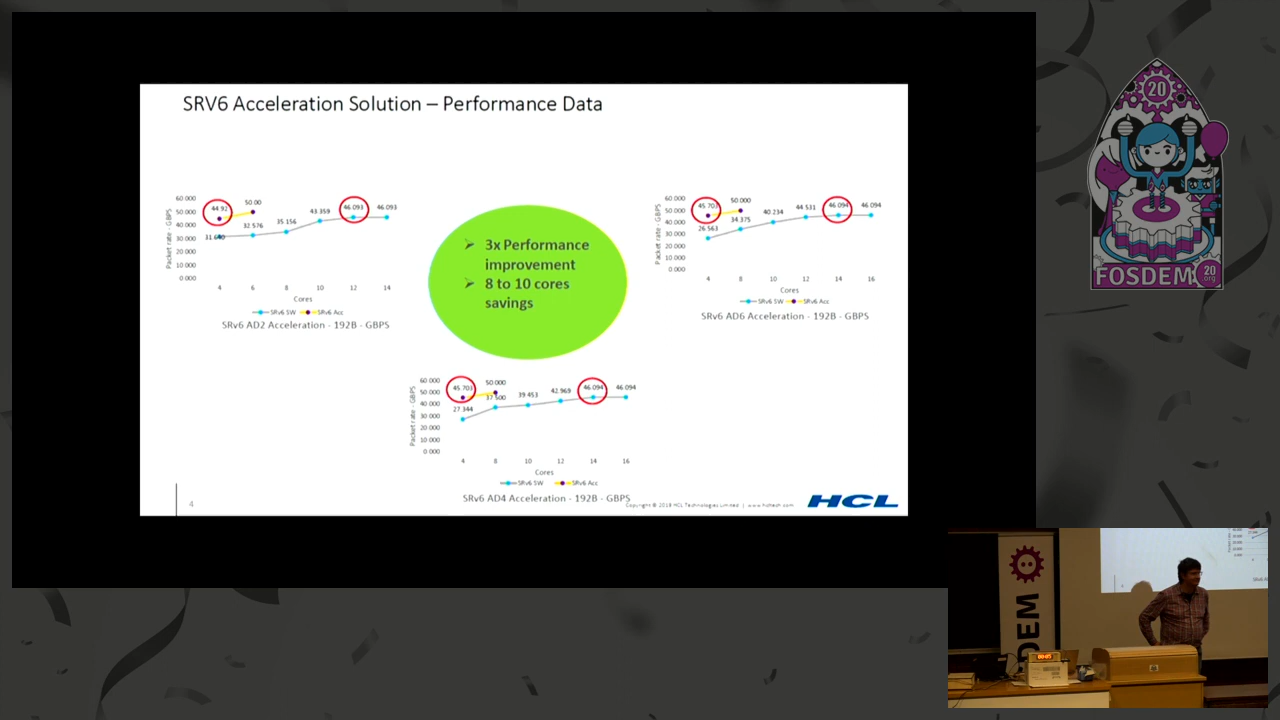 SRV6 Acceleration Solution – Performance Data
60 000
50 000
40 000
30 000
20 000
10 000
0 000
Packet rate - GBPS
44 92
50 00
32 576
35 156
43 359
46.093
46.093
4 6 8 10 12 14
Cores
SRv6 SW SRv6 Acc
SRv6 AD2 Acceleration - 192B - GBPS
➢ 3x Performance
improvement
➢ 8 to 10 cores
savings
60 000
50 000
40 000
30 000
20 000
10 000
0 000
Packet rate - GBPS
45 703
50 000
26 563
34 375
40 234
44 531
46 094
46 094
4 8 10 12 14 16
Cores
SRv6 SW SRv6 Acc
SRv6 AD6 Acceleration - 192B - GBPS
60 000
50 000
40 000
30 000
20 000
10 000
0 000
Packet rate - GBPS
45 703
50 000
27 344
37 500
39 453
42 969
46 094
46 094
4 8 10 12 14 16
Cores
SRv6 SW SRv6 Acc
SRv6 AD4 Acceleration - 192B - GBPS
4
Copyright © 2018 HCL Technologies Limited | www.hcltech.com
HCL
20
FOSDEM 20
.org
DEM